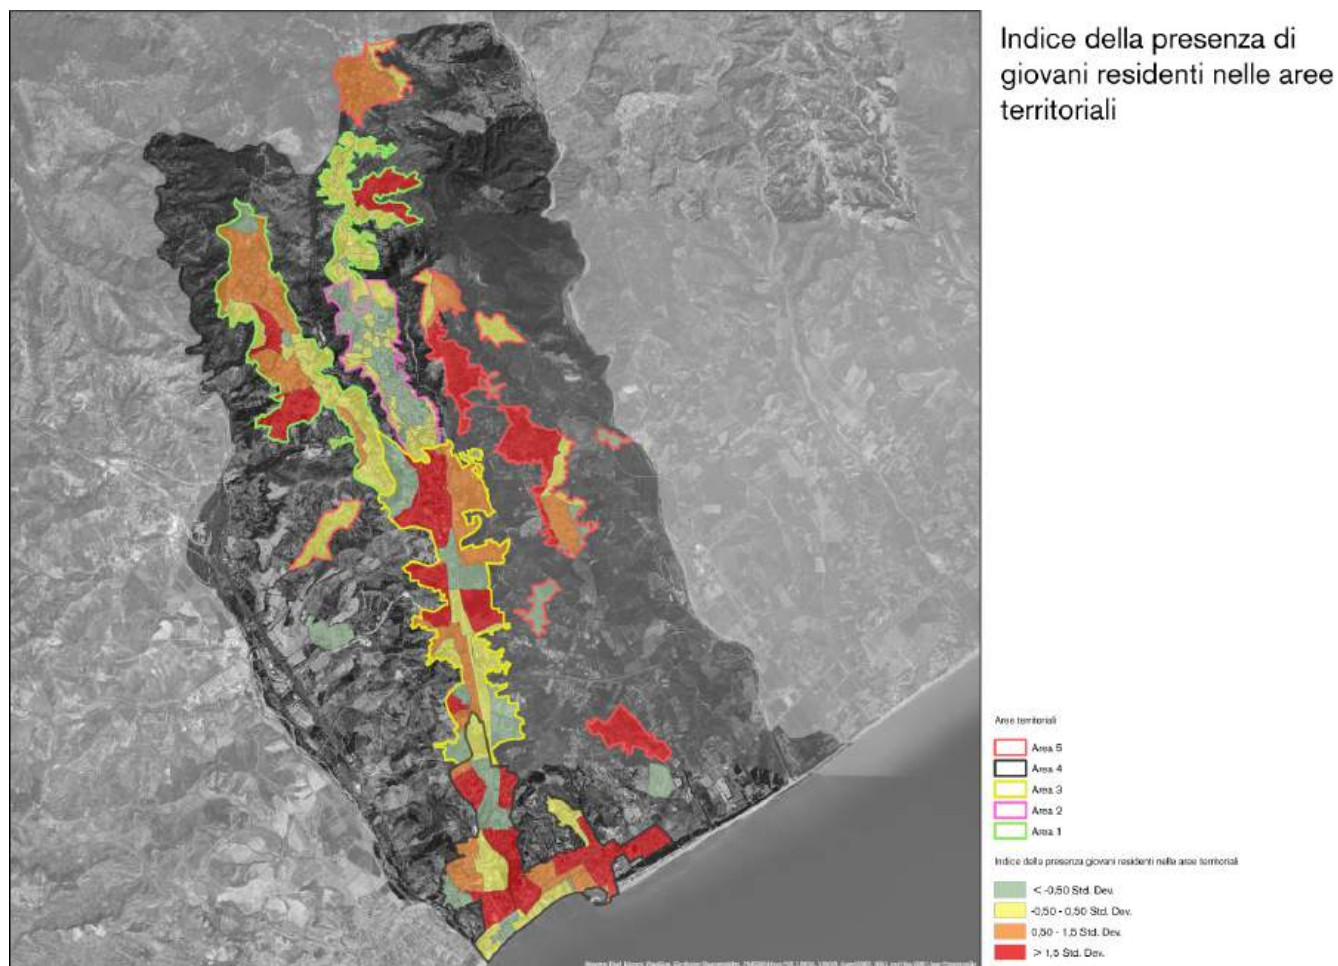 Indice della presenza di
giovani residenti nelle aree
territoriali
Aree territoriali
Area 5
Area 4
Area 3
Area 2
Area 1
Indice della presenza giovani residenti nelle aree territoriali
< -0,50 Std. Dev.
-0,50 - 0,50 Std. Dev.
0,50 - 1,5 Std. Dev.
> 1,5 Std. Dev.